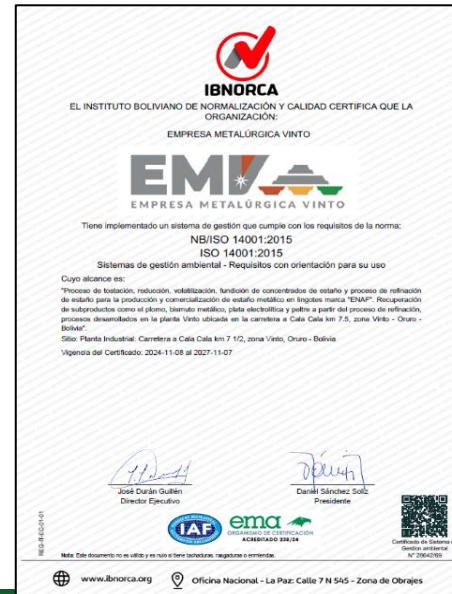 IBNORCA
EL INSTITUTO BOLIVIANO DE NORMALIZACIÓN Y CALIDAD CERTIFICA QUE LA
ORGANIZACIÓN:
EMPRESA METALÚRGICA VINTO
EMV
EMPRESA METALÚRGICA VINTO
Tiene implementado un sistema de gestión que cumple con los requisitos de la norma:
NB/ISO 14001:2015
ISO 14001:2015
Sistemas de gestión ambiental - Requisitos con orientación para su uso
Cuyo alcance es:
"Proceso de tostación, reducción, volatilización, fundición de concentrados de estaño y proceso de refinación
de estaño para la producción y comercialización de estaño metálico en lingotes marca "ENAF". Recuperación
de subproductos como el plomo, bismuto metálico, plata electrolítica y peltre a partir del proceso de refinación,
procesos desarrollados en la planta Vinto ubicada en la carretera a Cala Cala km 7.5, zona Vinto - Oruro -
Bolivia".
Sitio: Planta Industrial: Carretera a Cala Cala km 7 1/2, zona Vinto, Oruro - Bolivia
Vigencia del Certificado: 2024-11-08 al 2027-11-07
José Durán Guillén
Director Ejecutivo
Daniel Sánchez Soliz
Presidente
IAF
ema
ORGANISMO DE CERTIFICACIÓN
ACREDITADO
Certificado de Sistema de
Gestión ambiental
Nota: Este documento no es válido y es nulo si tiene tachaduras, rasgaduras o enmiendas.
www.ibnorca.org
Oficina Nacional - La Paz: Calle 7 N 545 - Zona de Obrajes